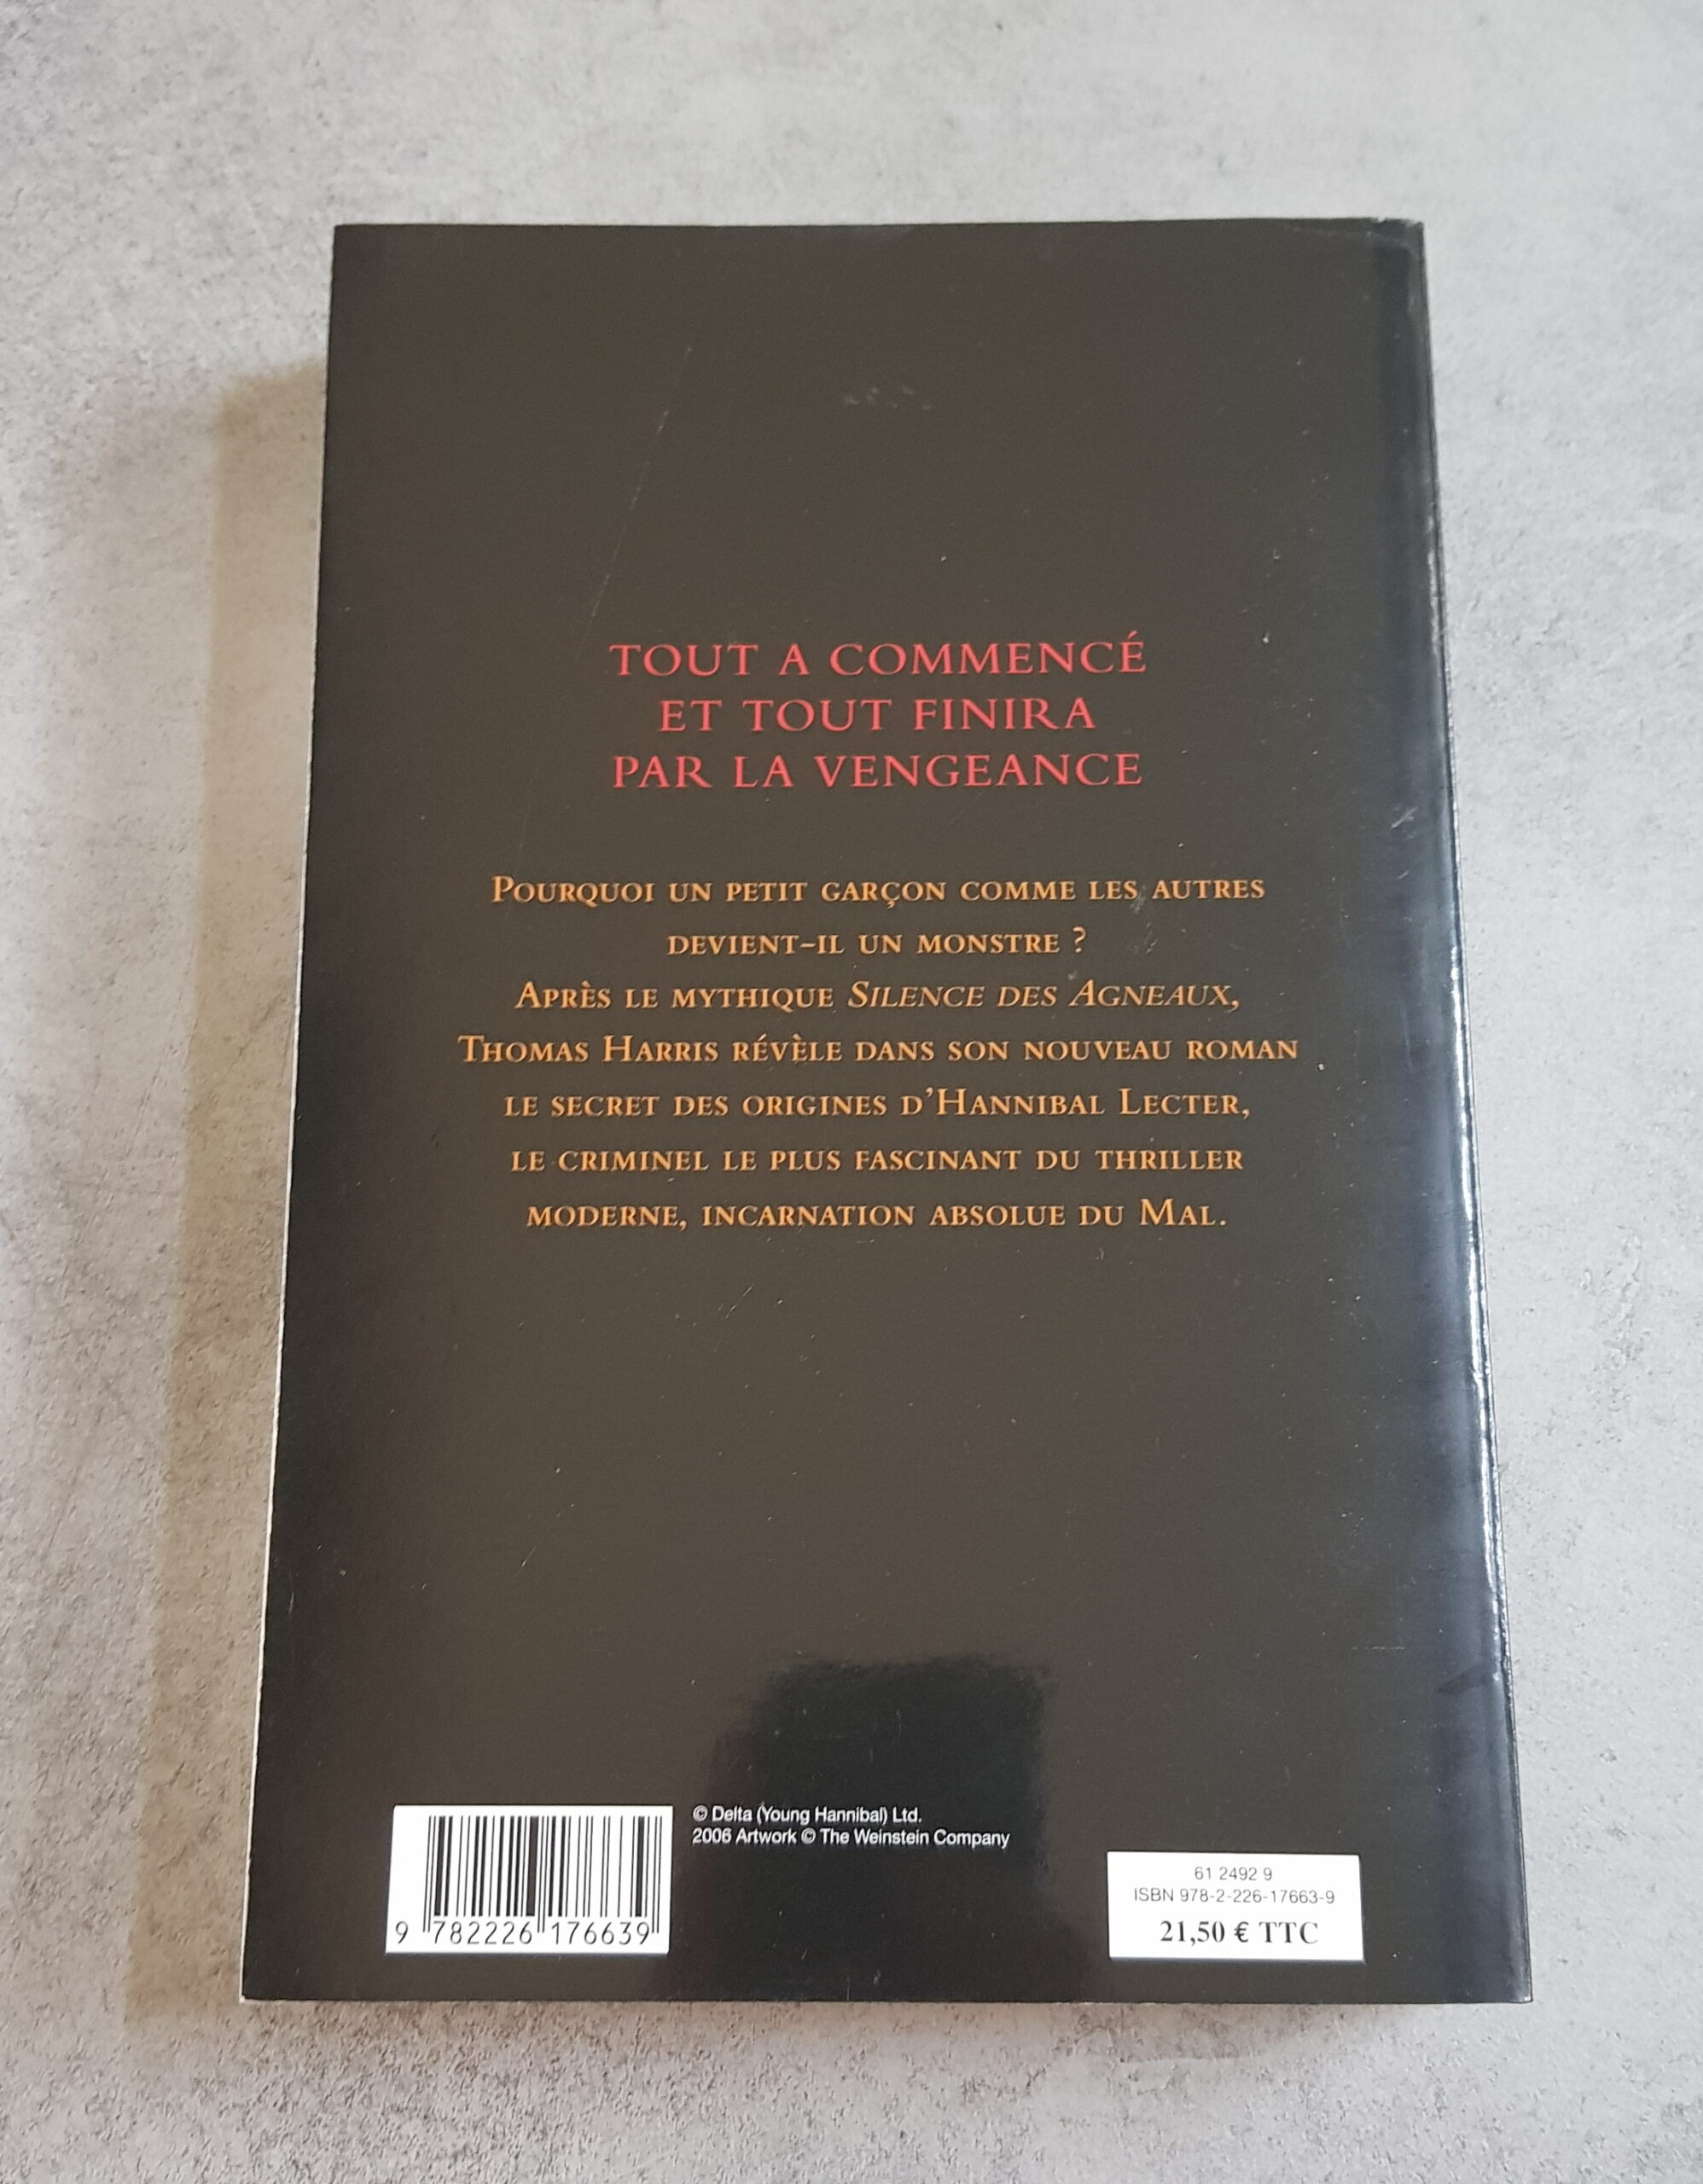 TOUT A COMMENCÉ
ET TOUT FINIRA
PAR LA VENGEANCE
POURQUOI UN PETIT GARÇON COMME LES AUTRES
DEVIENT-IL UN MONSTRE ?
APRÈS LE MYTHIQUE SILENCE DES AGNEAUX,
THOMAS HARRIS RÉVÈLE DANS SON NOUVEAU ROMAN
LE SECRET DES ORIGINES D'HANNIBAL LECTER,
LE CRIMINEL LE PLUS FASCINANT DU THRILLER
MODERNE, INCARNATION ABSOLUE DU MAL.
© Delta (Young Hannibal) Ltd.
2006 Artwork © The Weinstein Company
9 782226 176639
61 2492 9
ISBN 978-2-226-17663-9
21,50 € TTC